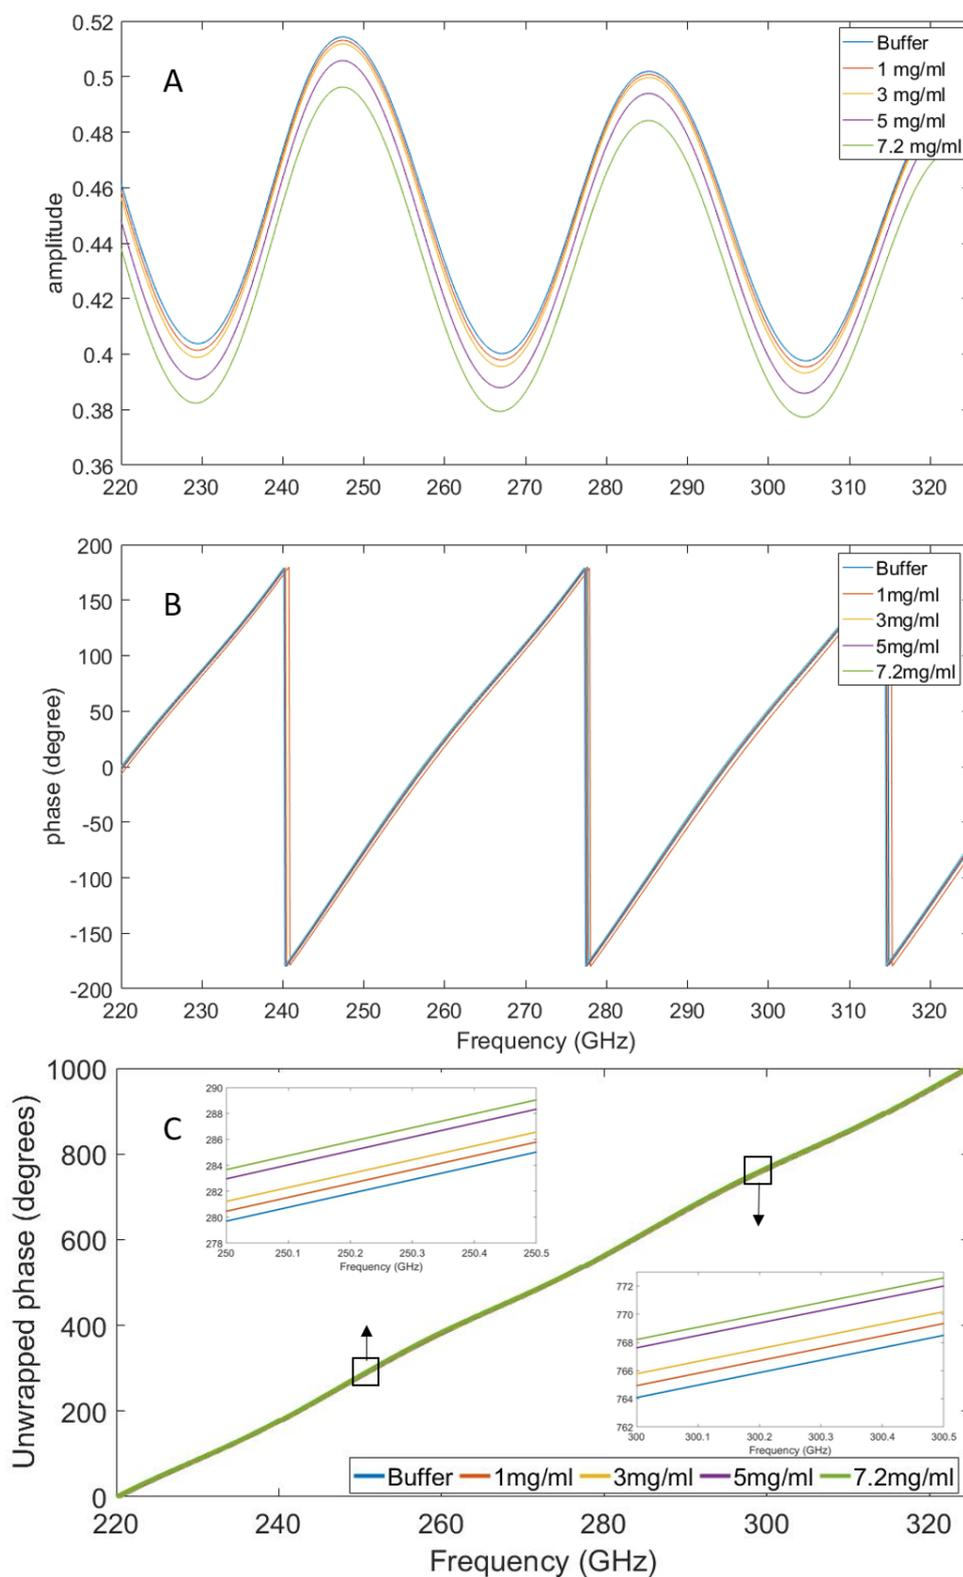 0.52
Buffer
1 mg/ml
3 mg/ml
5 mg/ml
7.2 mg/ml
A
0.5
0.48
0.46
0.44
0.42
0.4
0.38
0.36
amplitude
220 230 240 250 260 270 280 290 300 310 320
200
Buffer
1mg/ml
3mg/ml
5mg/ml
7.2mg/ml
B
150
100
50
0
-50
-100
-150
-200
phase (degree)
220 230 240 250 260 270 280 290 300 310 320
Frequency (GHz)
1000
800
600
400
200
0
Unwrapped phase (degrees)
C
290
288
286
284
282
280
278
250 250.1 250.2 250.3 250.4 250.5
Frequency (GHz)
772
770
768
766
764
762
300 300.1 300.2 300.3 300.4 300.5
Frequency (GHz)
Buffer 1mg/ml 3mg/ml 5mg/ml 7.2mg/ml
220 240 260 280 300 320
Frequency (GHz)